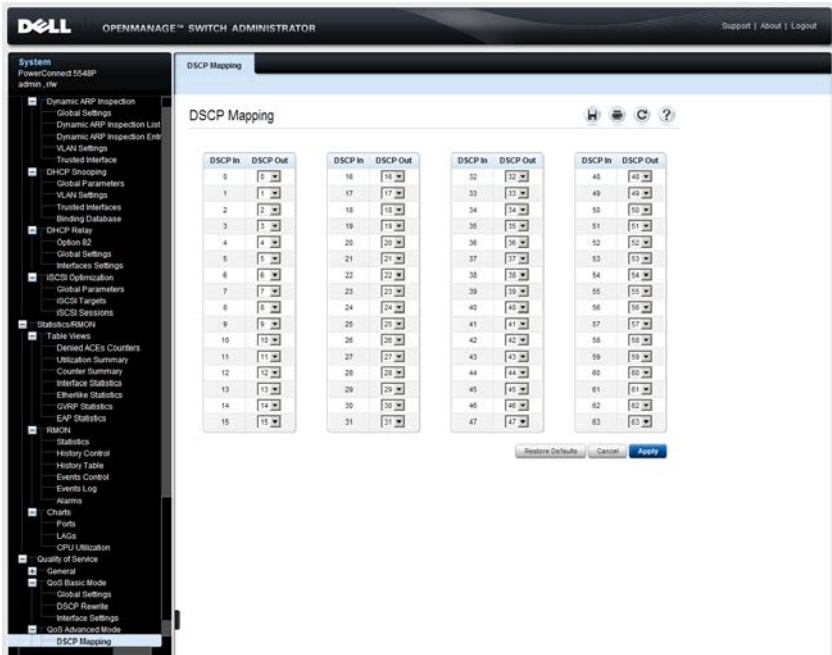 DELL OPENMANAGE™ SWITCH ADMINISTRATOR
Support | About | Logout
System
PowerConnect 5548P
admin , r/w
Dynamic ARP Inspection
Global Settings
Dynamic ARP Inspection List
Dynamic ARP Inspection Entr
VLAN Settings
Trusted Interface
DHCP Snooping
Global Parameters
VLAN Settings
Trusted Interfaces
Binding Database
DHCP Relay
Option 82
Global Settings
Interfaces Settings
iSCSI Optimization
Global Parameters
iSCSI Targets
iSCSI Sessions
Statistics/RMON
Table Views
Denied ACEs Counters
Utilization Summary
Counter Summary
Interface Statistics
Etherlike Statistics
GVRP Statistics
EAP Statistics
RMON
Statistics
History Control
History Table
Events Control
Events Log
Alarms
Charts
Ports
LAGs
CPU Utilization
Quality of Service
General
QoS Basic Mode
Global Settings
DSCP Rewrite
Interface Settings
QoS Advanced Mode
DSCP Mapping
DSCP Mapping
DSCP Mapping
DSCP In DSCP Out DSCP In DSCP Out DSCP In DSCP Out DSCP In DSCP Out
0 0 16 16 32 32 48 48
1 1 17 17 33 33 49 49
2 2 18 18 34 34 50 50
3 3 19 19 35 35 51 51
4 4 20 20 36 36 52 52
5 5 21 21 37 37 53 53
6 6 22 22 38 38 54 54
7 7 23 23 39 39 55 55
8 8 24 24 40 40 56 56
9 9 25 25 41 41 57 57
10 10 26 26 42 42 58 58
11 11 27 27 43 43 59 59
12 12 28 28 44 44 60 60
13 13 29 29 45 45 61 61
14 14 30 30 46 46 62 62
15 15 31 31 47 47 63 63
Restore Defaults Cancel Apply